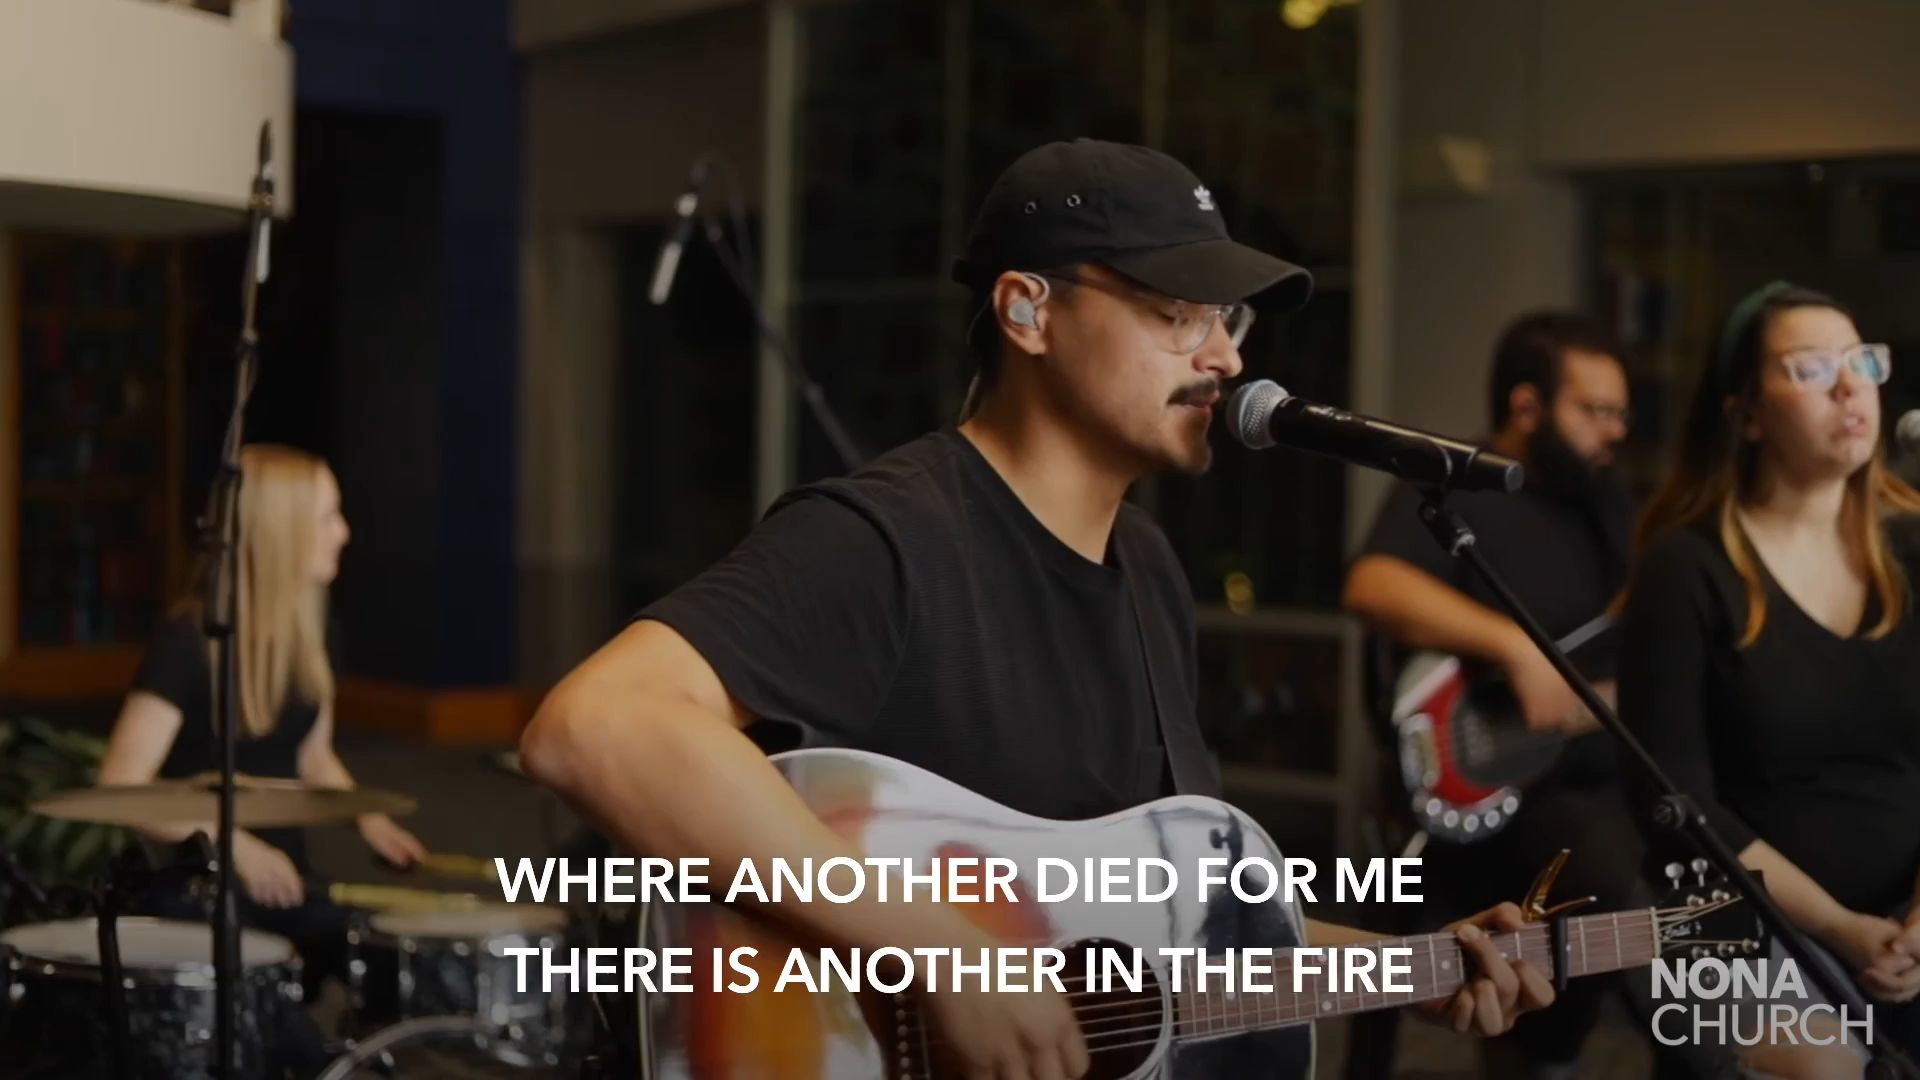 WHERE ANOTHER DIED FOR ME
THERE IS ANOTHER IN THE FIRE
NONA
CHURCH